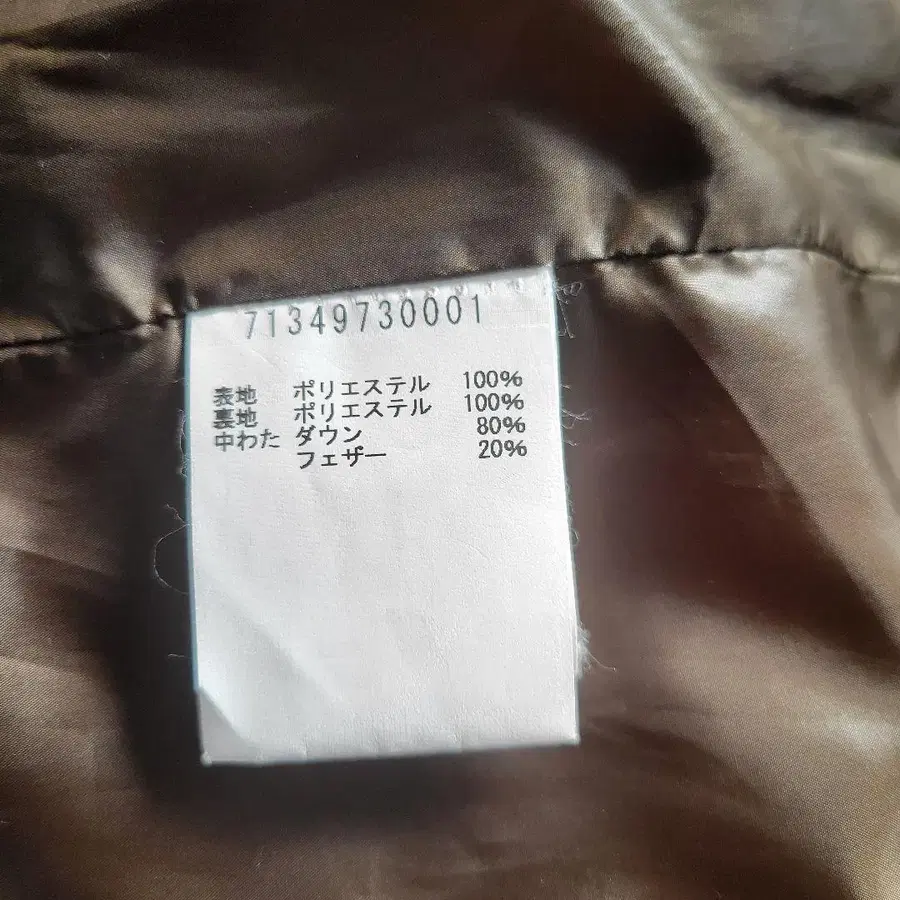 71349730001
表地 ポリエステル 100%
裏地 ポリエステル 100%
中わた ダウン 80%
フェザー 20%